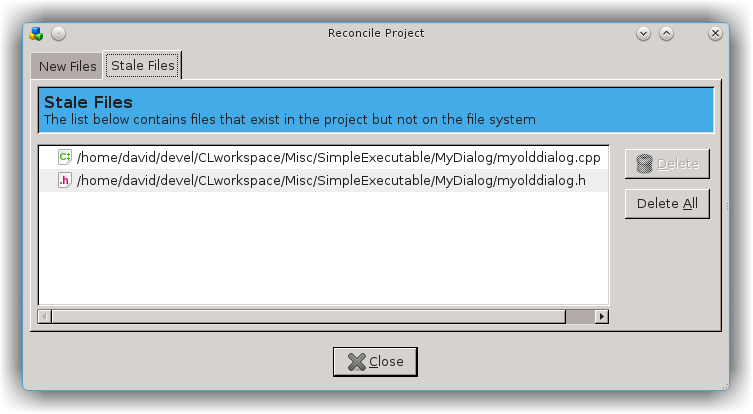 Reconcile Project
New Files
Stale Files
Stale Files
The list below contains files that exist in the project but not on the file system
C+ /home/david/devel/CLworkspace/Misc/SimpleExecutable/MyDialog/myolddialog.cpp
.h /home/david/devel/CLworkspace/Misc/SimpleExecutable/MyDialog/myolddialog.h
Delete
Delete All
Close